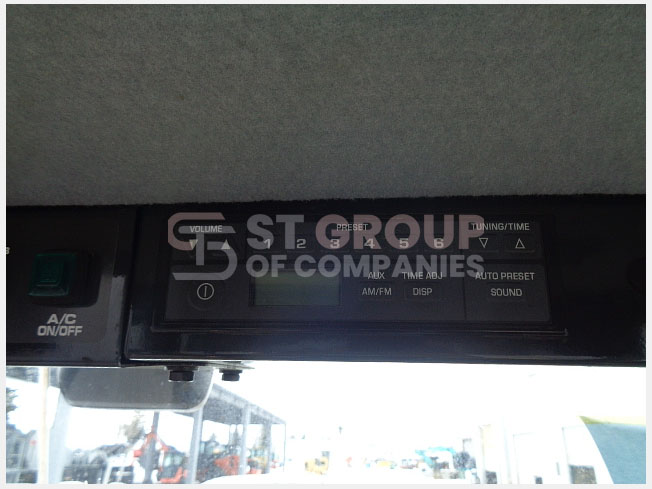 VOLUME
PRESET
TUNING/TIME
1 2 3 4 5 6
AUX
TIME ADJ
AUTO PRESET
AM/FM
DISP
SOUND
A/C
ON/OFF
ST GROUP
OF COMPANIES